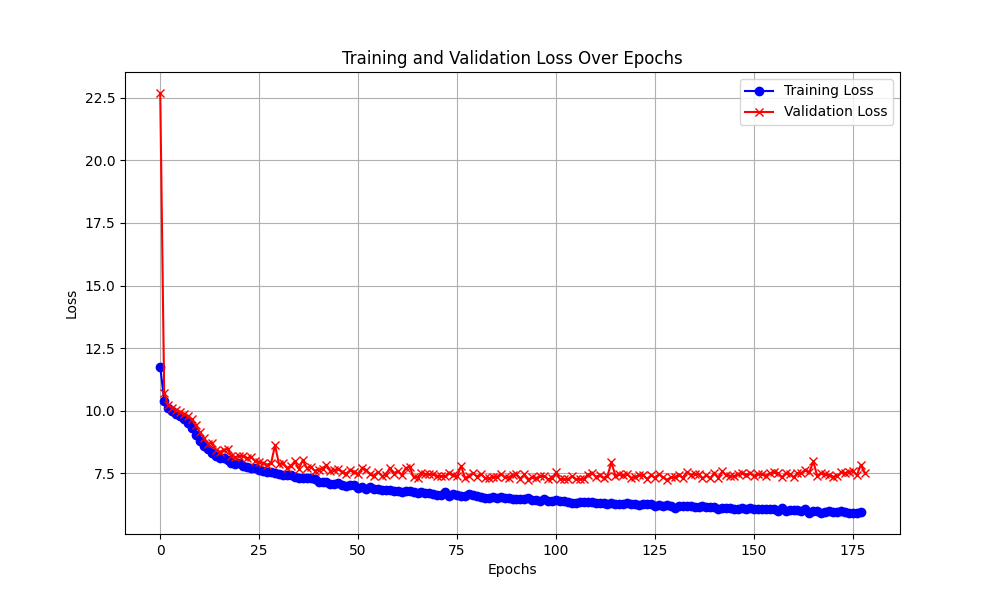 Training and Validation Loss Over Epochs
Training Loss
Validation Loss
22.5
20.0
17.5
15.0
12.5
10.0
7.5
Loss
0 25 50 75 100 125 150 175
Epochs